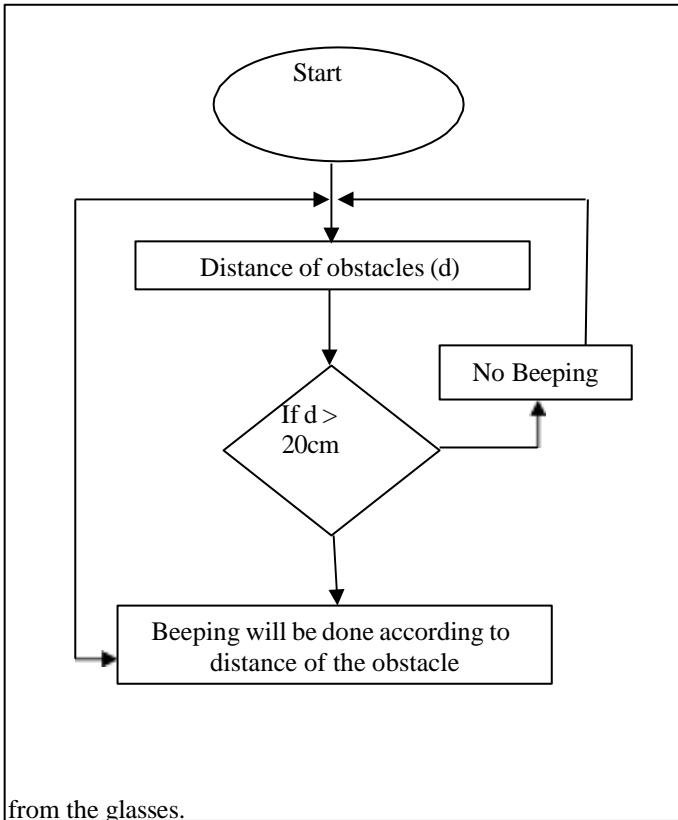 Start
Distance of obstacles (d)
No Beeping
If d >
20cm
Beeping will be done according to
distance of the obstacle
from the glasses.